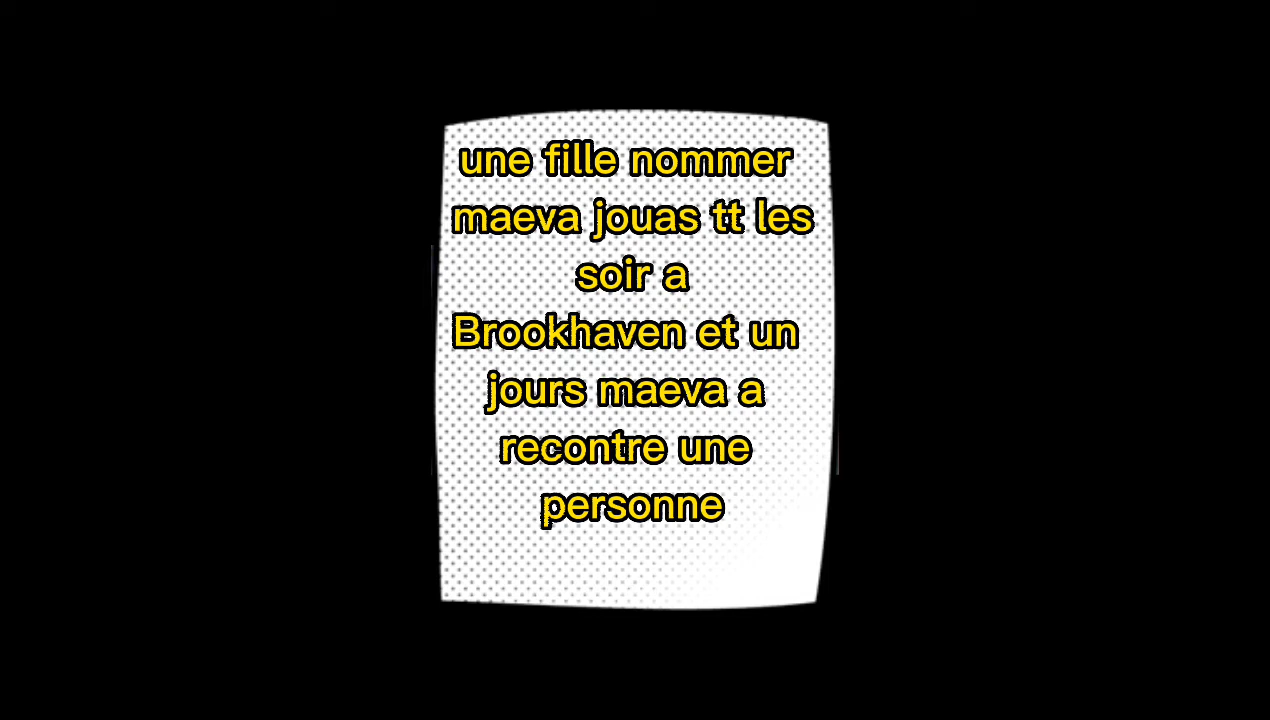 une fille nommer
maeva jouas tt les
soir a
Brookhaven et un
jours maeva a
recontre une
personne